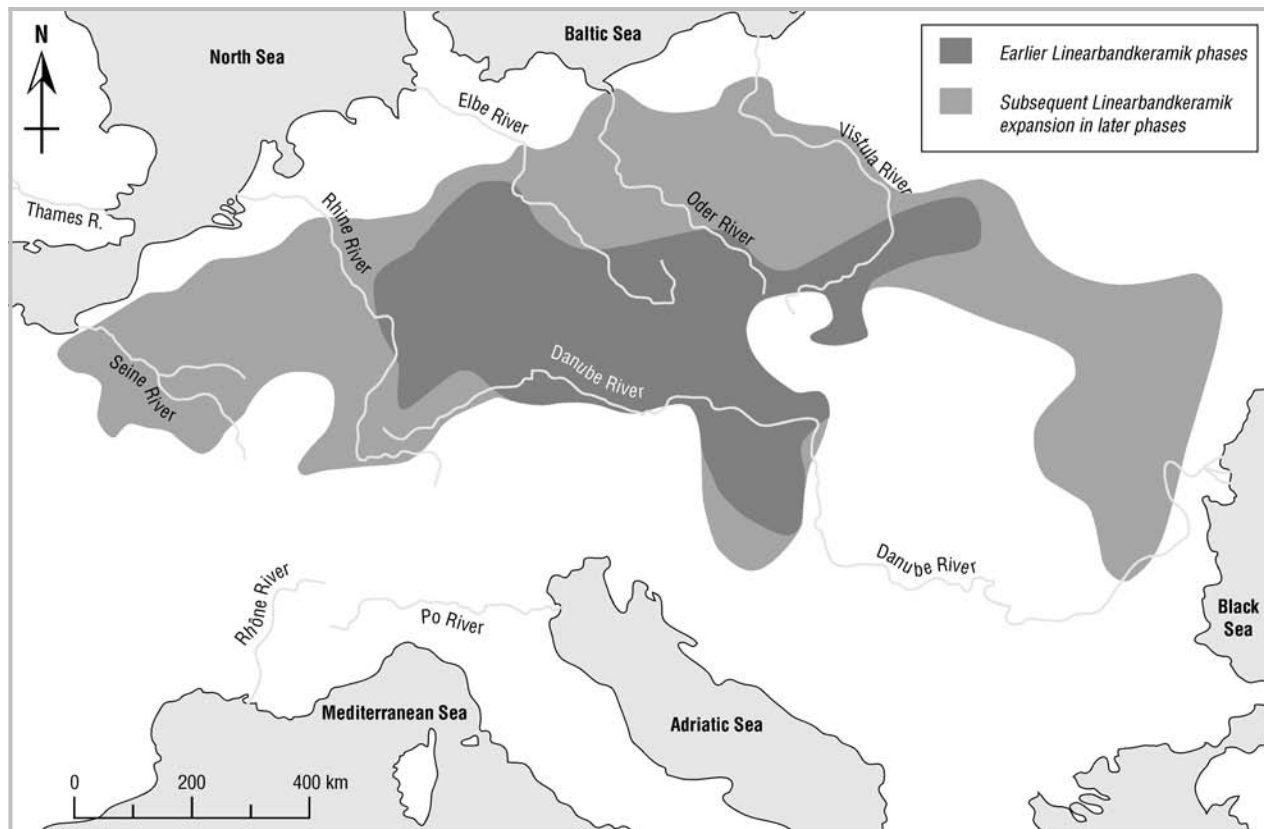 N
North Sea
Baltic Sea
Earlier Linearbandkeramik phases
Subsequent Linearbandkeramik
expansion in later phases
Elbe River
Vistula River
Thames R.
Rhine River
Oder River
Seine River
Danube River
Danube River
Rhône River
Po River
Black
Sea
Mediterranean Sea
Adriatic Sea
0 200 400 km